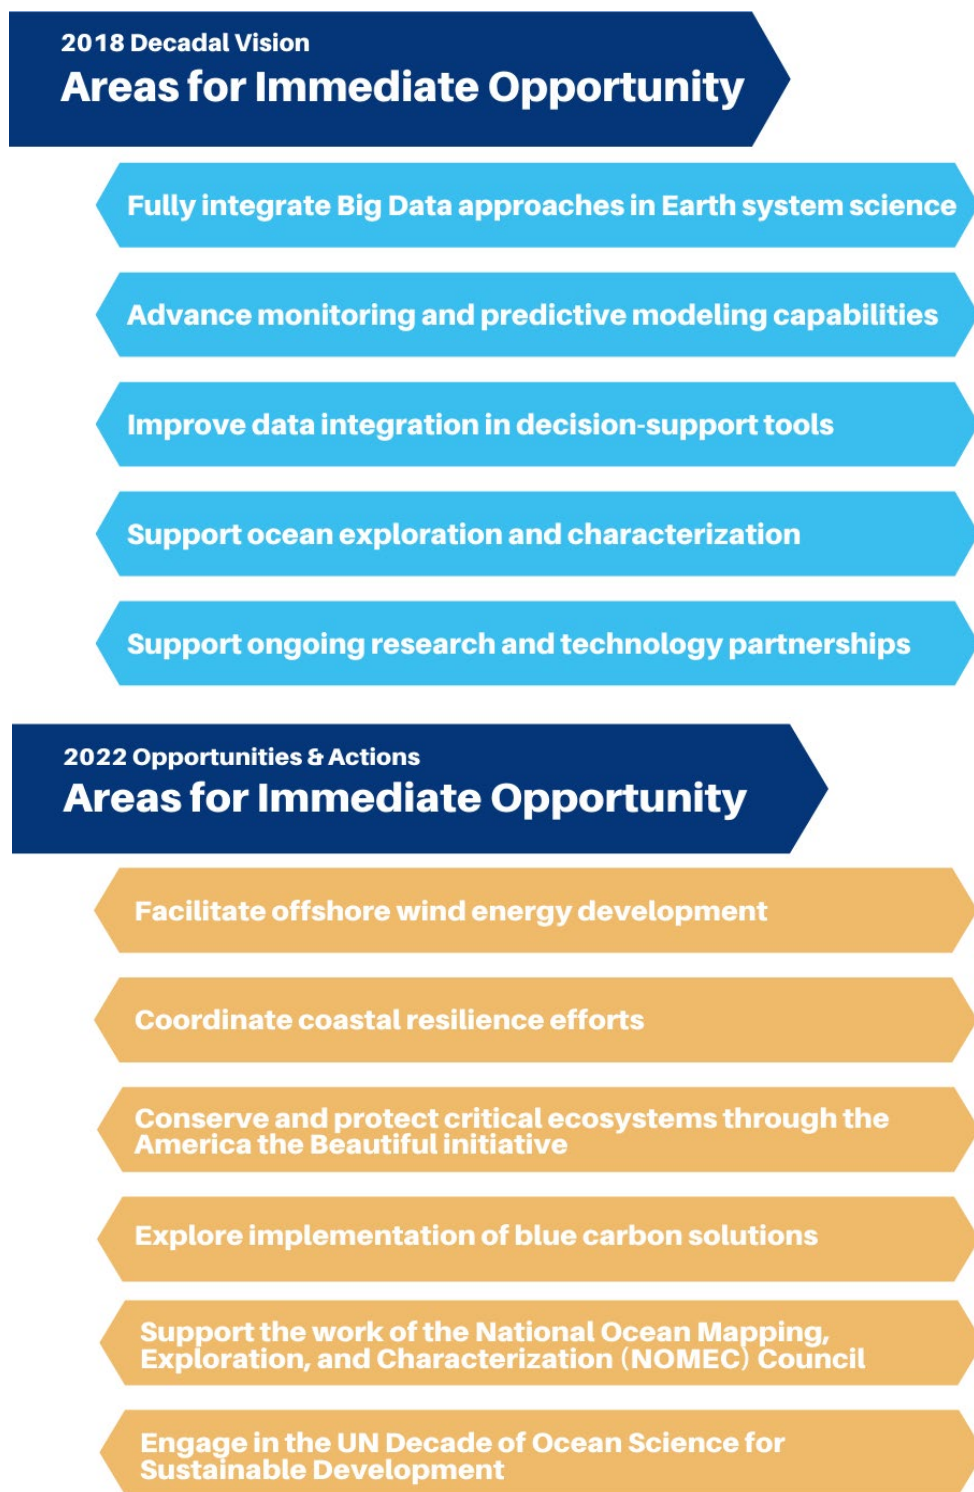 2018 Decadal Vision
Areas for Immediate Opportunity
Fully integrate Big Data approaches in Earth system science
Advance monitoring and predictive modeling capabilities
Improve data integration in decision-support tools
Support ocean exploration and characterization
Support ongoing research and technology partnerships
2022 Opportunities & Actions
Areas for Immediate Opportunity
Facilitate offshore wind energy development
Coordinate coastal resilience efforts
Conserve and protect critical ecosystems through the
America the Beautiful initiative
Explore implementation of blue carbon solutions
Support the work of the National Ocean Mapping,
Exploration, and Characterization (NOMEC) Council
Engage in the UN Decade of Ocean Science for
Sustainable Development